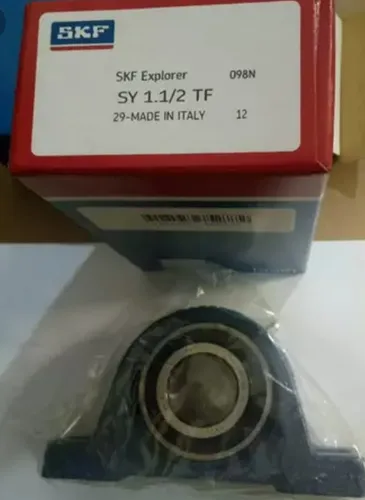 SKF
SKF Explorer 098N
SY 1.1/2 TF
29-MADE IN ITALY 12